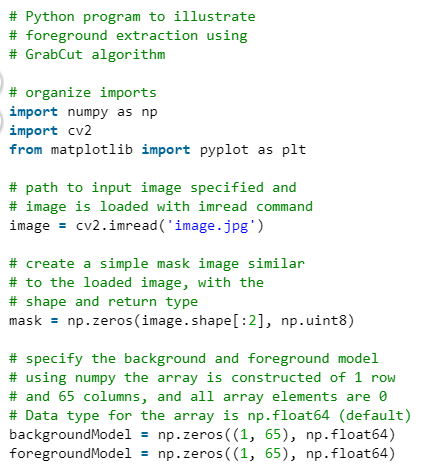 # Python program to illustrate
# foreground extraction using
# GrabCut algorithm
# organize imports
import numpy as np
import cv2
from matplotlib import pyplot as plt
# path to input image specified and
# image is loaded with imread command
image = cv2.imread('image.jpg')
# create a simple mask image similar
# to the loaded image, with the
# shape and return type
mask = np.zeros(image.shape[:2], np.uint8)
# specify the background and foreground model
# using numpy the array is constructed of 1 row
# and 65 columns, and all array elements are 0
# Data type for the array is np.float64 (default)
backgroundModel = np.zeros((1, 65), np.float64)
foregroundModel = np.zeros((1, 65), np.float64)